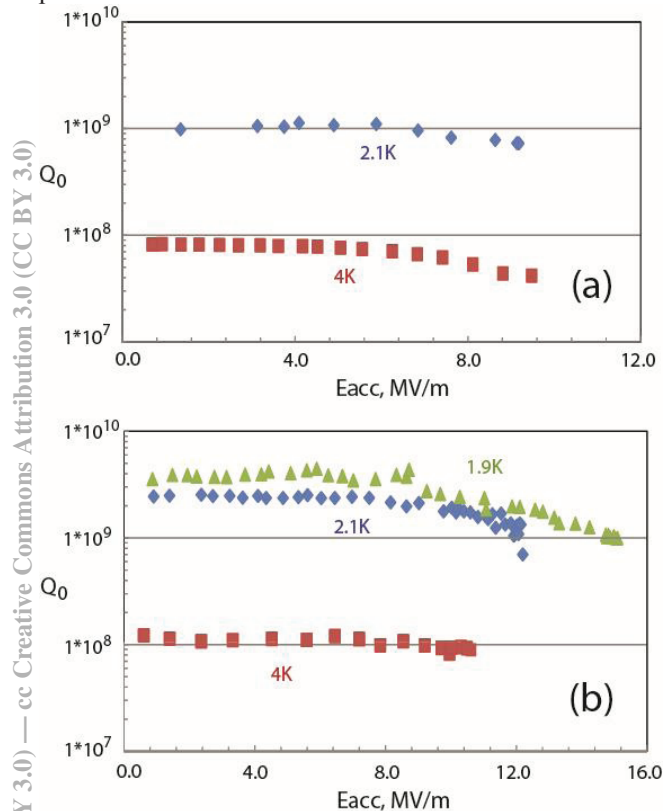 1*10^10
1*10^9
Q0
2.1K
1*10^8
4K
(a)
1*10^7
0.0 4.0 8.0 12.0
Eacc, MV/m
1*10^10
1.9K
2.1K
1*10^9
Q0
1*10^8
4K
(b)
1*10^7
0.0 4.0 8.0 12.0 16.0
Eacc, MV/m
Y 3.0) — cc Creative Commons Attribution 3.0 (CC BY 3.0)